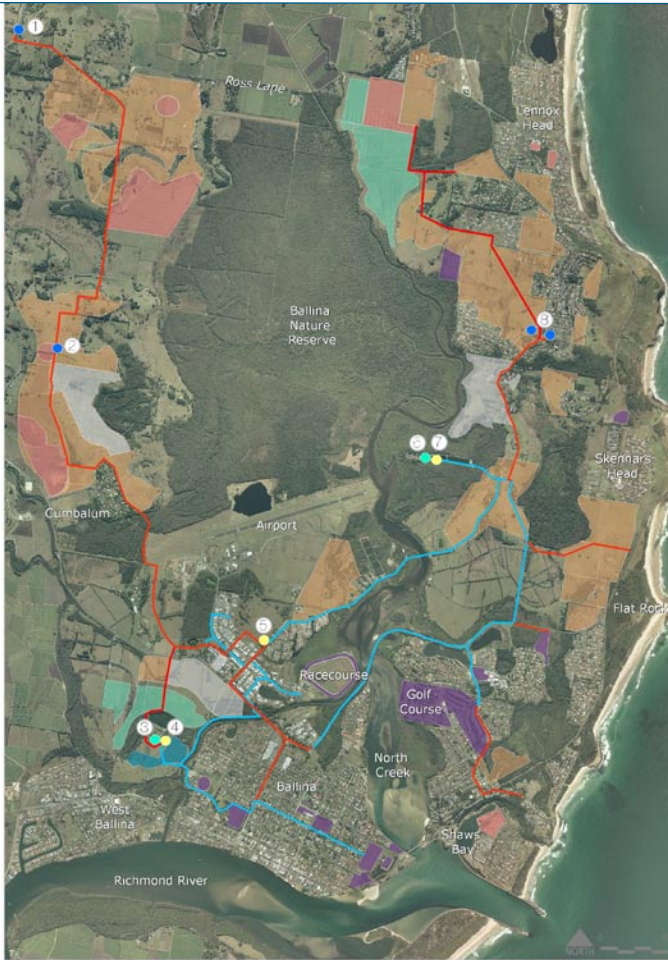 1
Ross Lane
Lennox
Head
Ballina
Nature
Reserve
8
2
6
7
Skennars
Head
Cumbalum
Airport
Flat Rock
5
Racecourse
Golf
Course
3
4
North
Creek
Ballina
West
Ballina
Shaws
Bay
Richmond River
NORTH